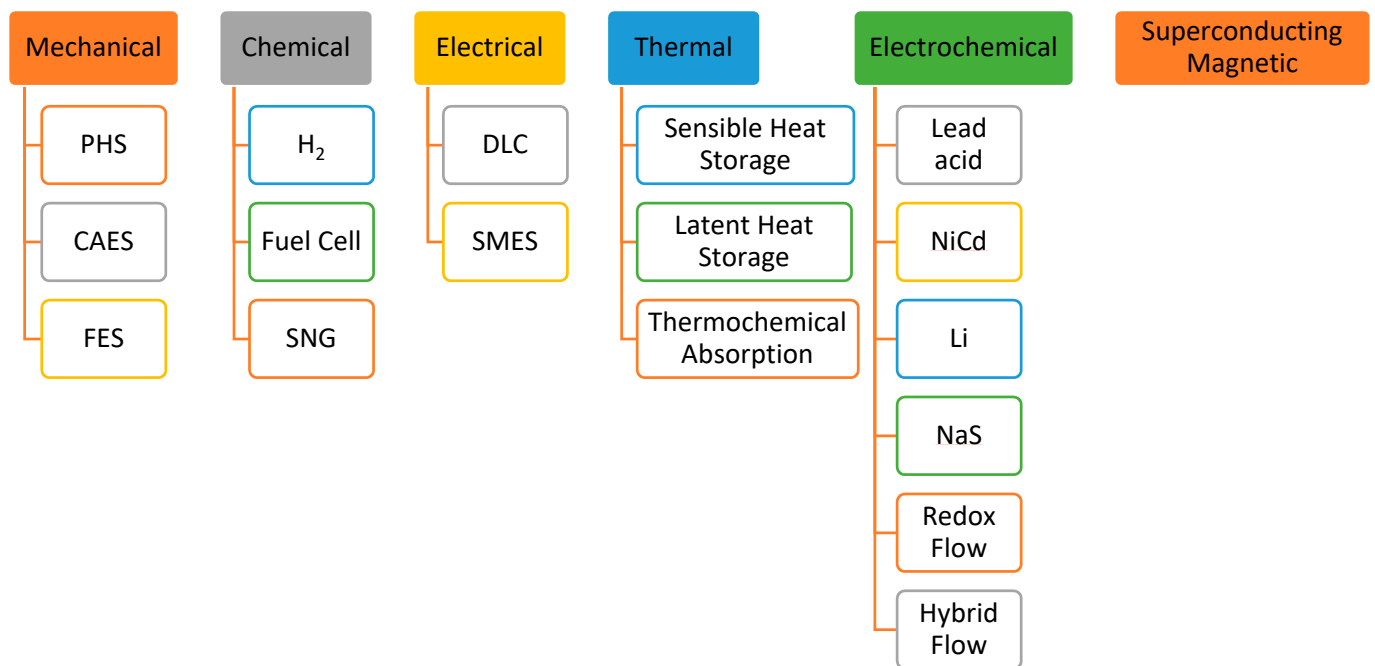 Mechanical
PHS
CAES
FES
Chemical
H₂
Fuel Cell
SNG
Electrical
DLC
SMES
Thermal
Sensible Heat
Storage
Latent Heat
Storage
Thermochemical
Absorption
Electrochemical
Lead
acid
NiCd
Li
NaS
Redox
Flow
Hybrid
Flow
Superconducting
Magnetic